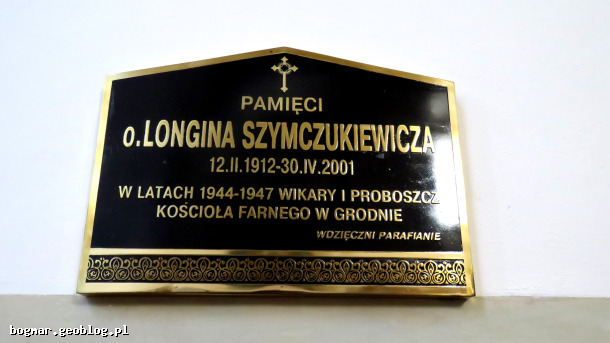 PAMIĘCI
o. LONGINA SZYMCZUKIEWICZA
12.II.1912-30.IV.2001
W LATACH 1944-1947 WIKARY I PROBOSZCZ
KOŚCIOŁA FARNEGO W GRODNIE
WDZIĘCZNI PARAFIANIE
bogmar.geoblog.pl